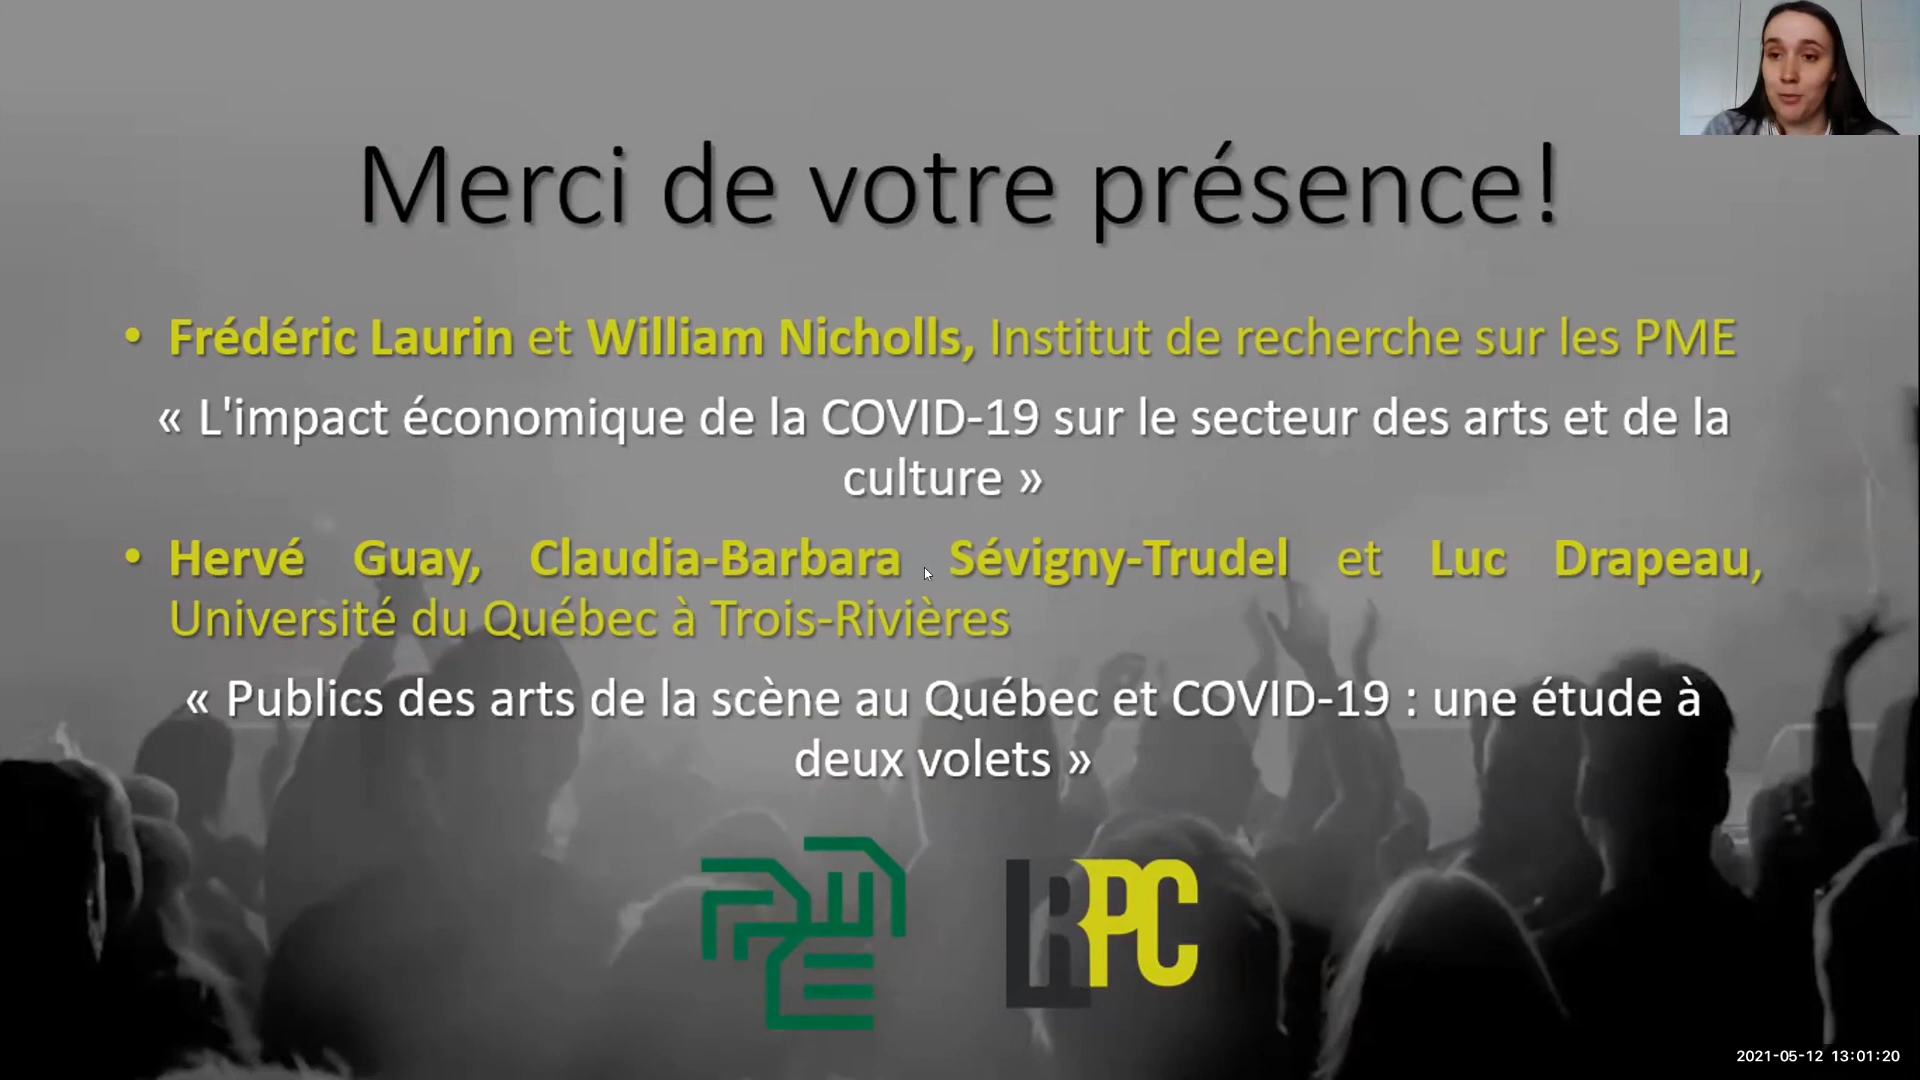 Merci de votre présence!
• Frédéric Laurin et William Nicholls, Institut de recherche sur les PME
« L'impact économique de la COVID-19 sur le secteur des arts et de la
culture »
• Hervé Guay, Claudia-Barbara Sévigny-Trudel et Luc Drapeau,
Université du Québec à Trois-Rivières
« Publics des arts de la scène au Québec et COVID-19 : une étude à
deux volets »
PME
LRPC
2021-05-12 13:01:20